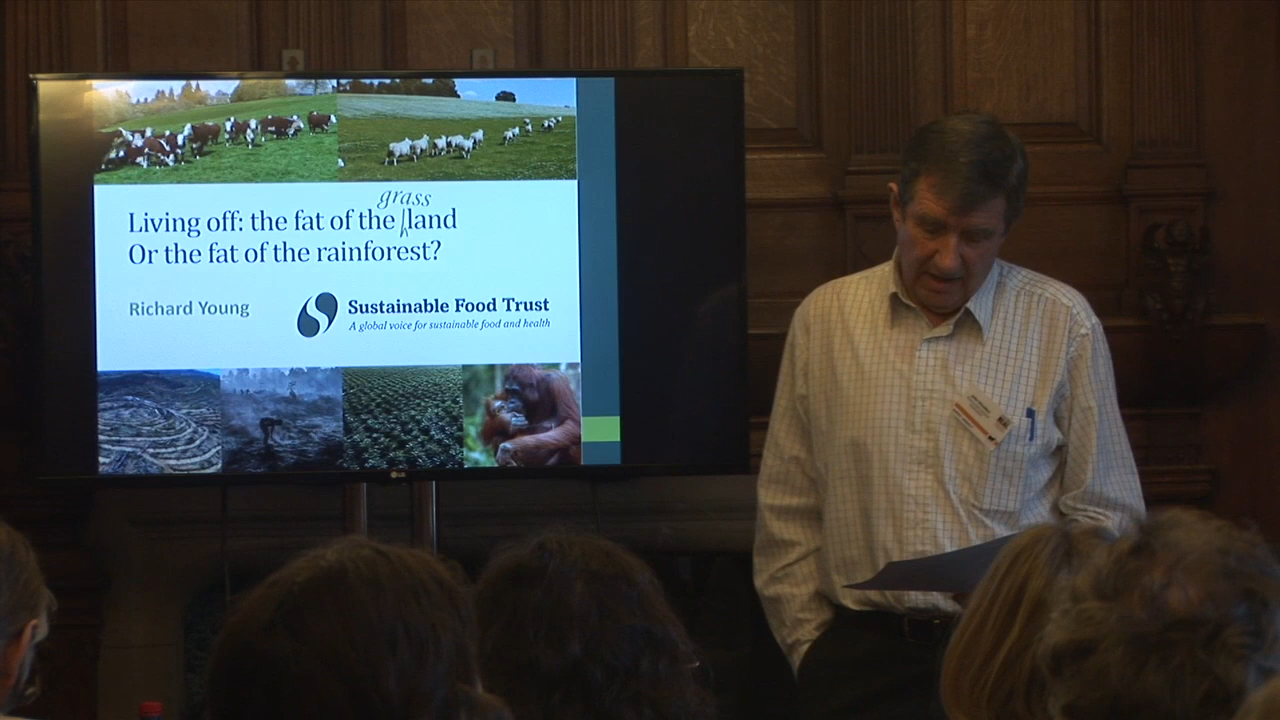 grass
Living off: the fat of the land
Or the fat of the rainforest?
Richard Young
Sustainable Food Trust
A global voice for sustainable food and health
LG